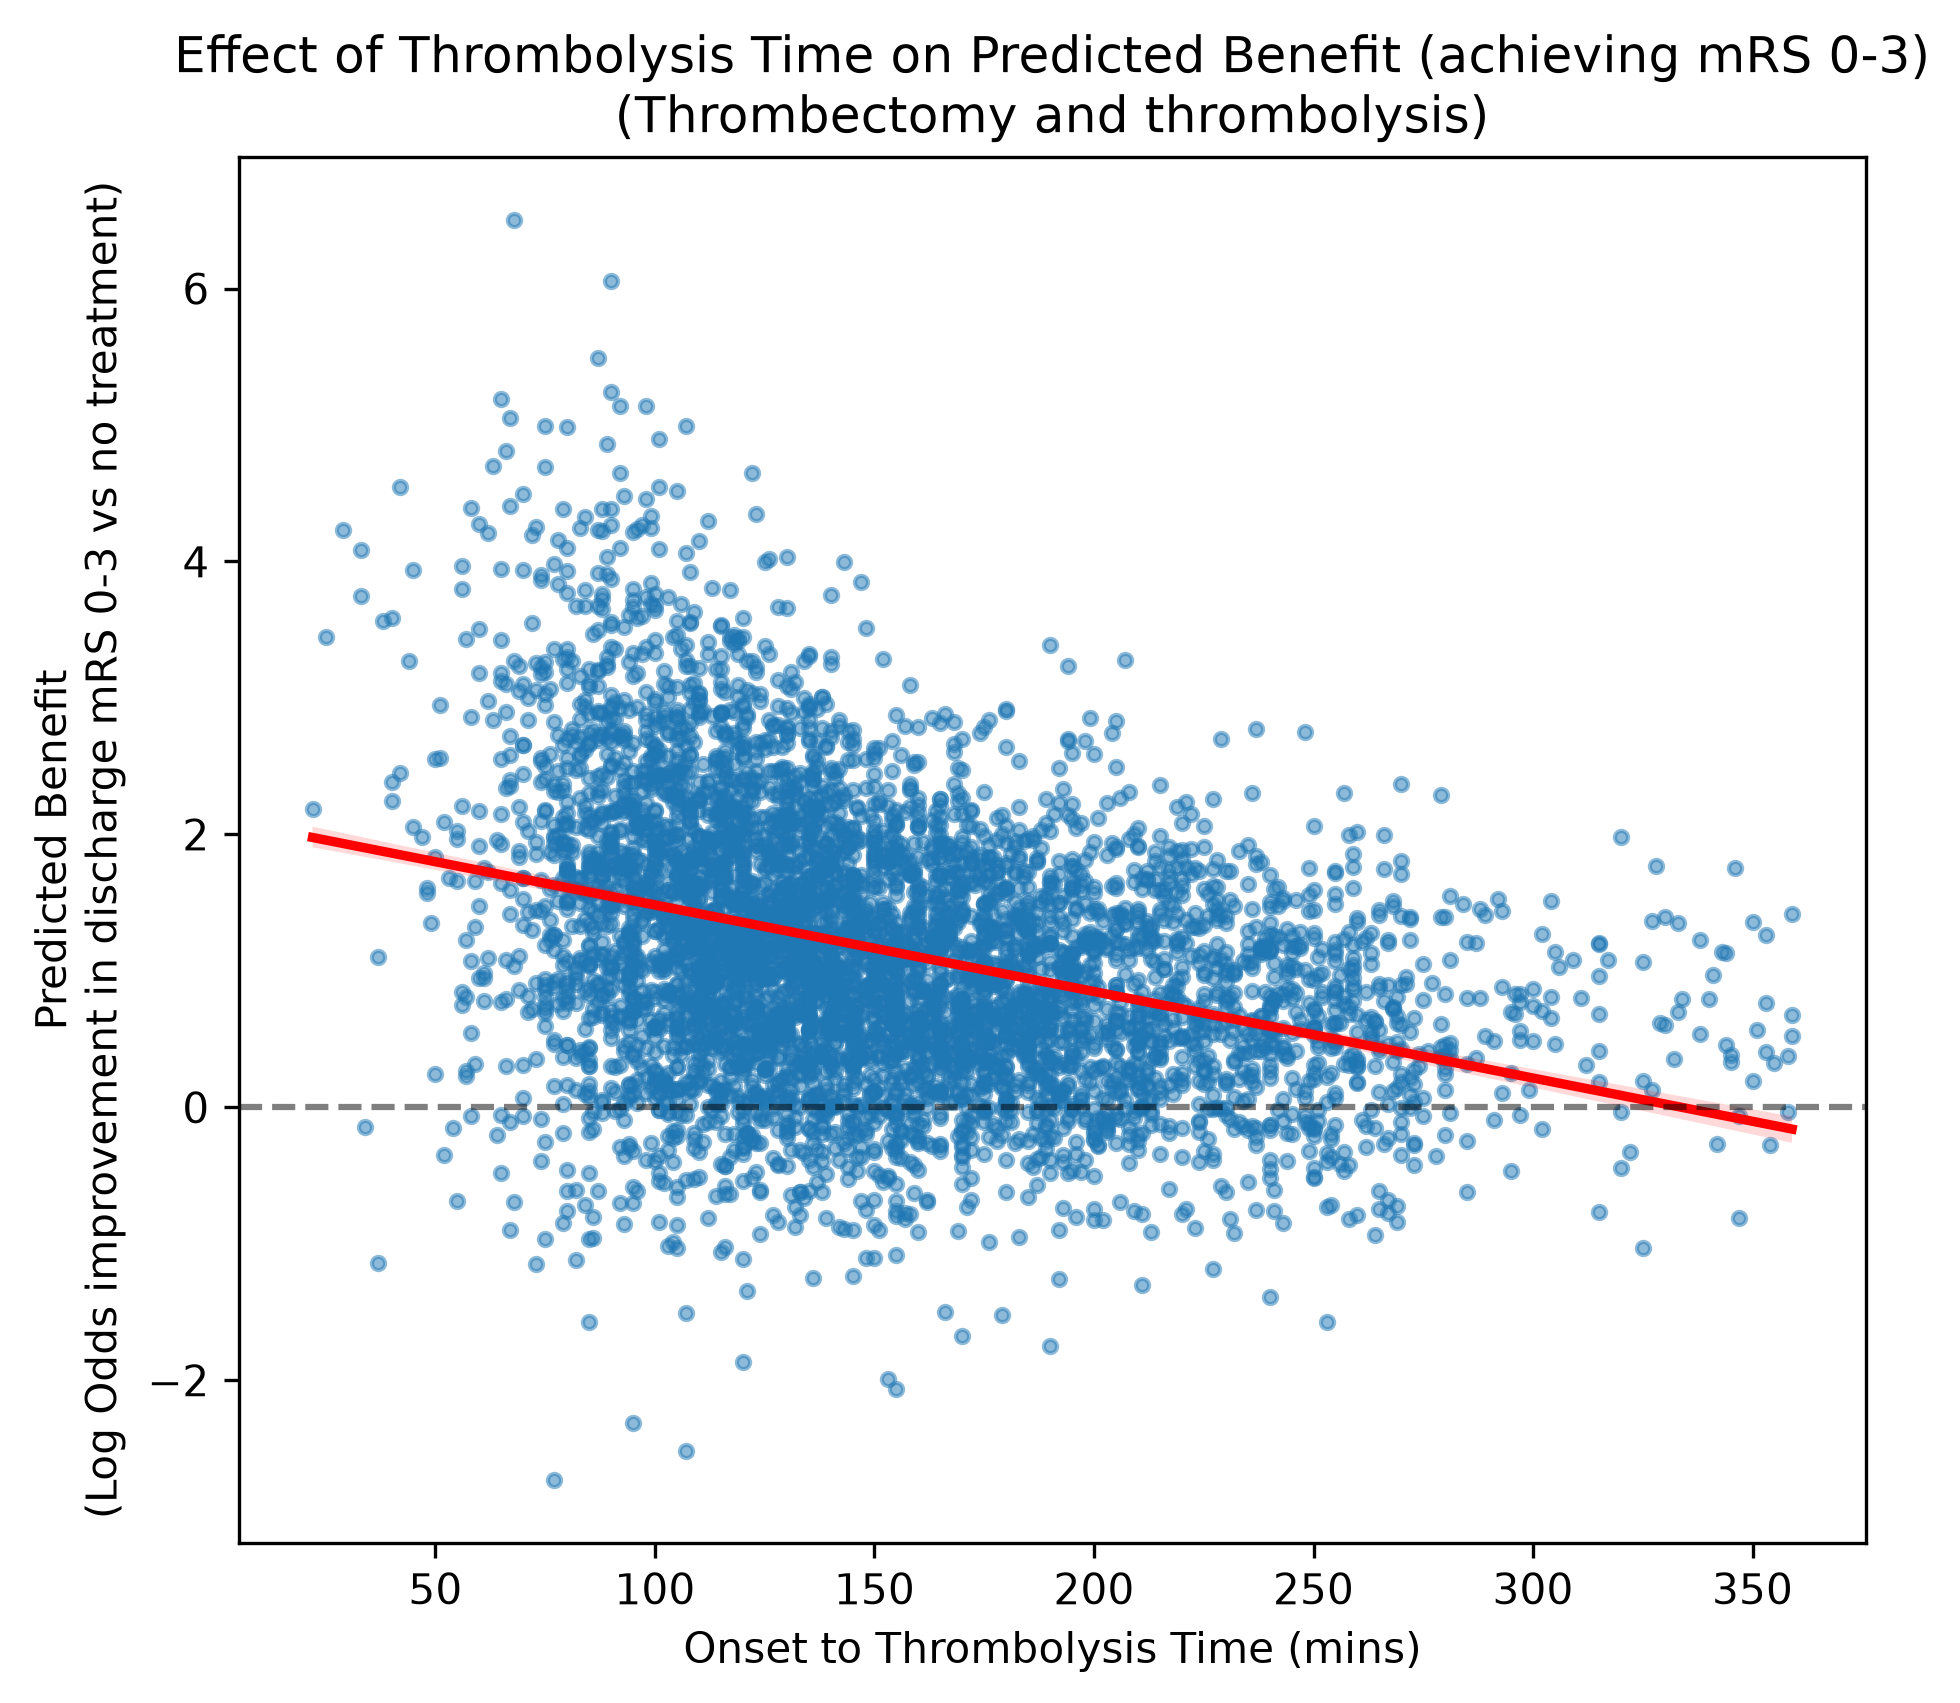 Effect of Thrombolysis Time on Predicted Benefit (achieving mRS 0-3)
(Thrombectomy and thrombolysis)
Predicted Benefit
(Log Odds improvement in discharge mRS 0-3 vs no treatment)
6
4
2
0
−2
50 100 150 200 250 300 350
Onset to Thrombolysis Time (mins)